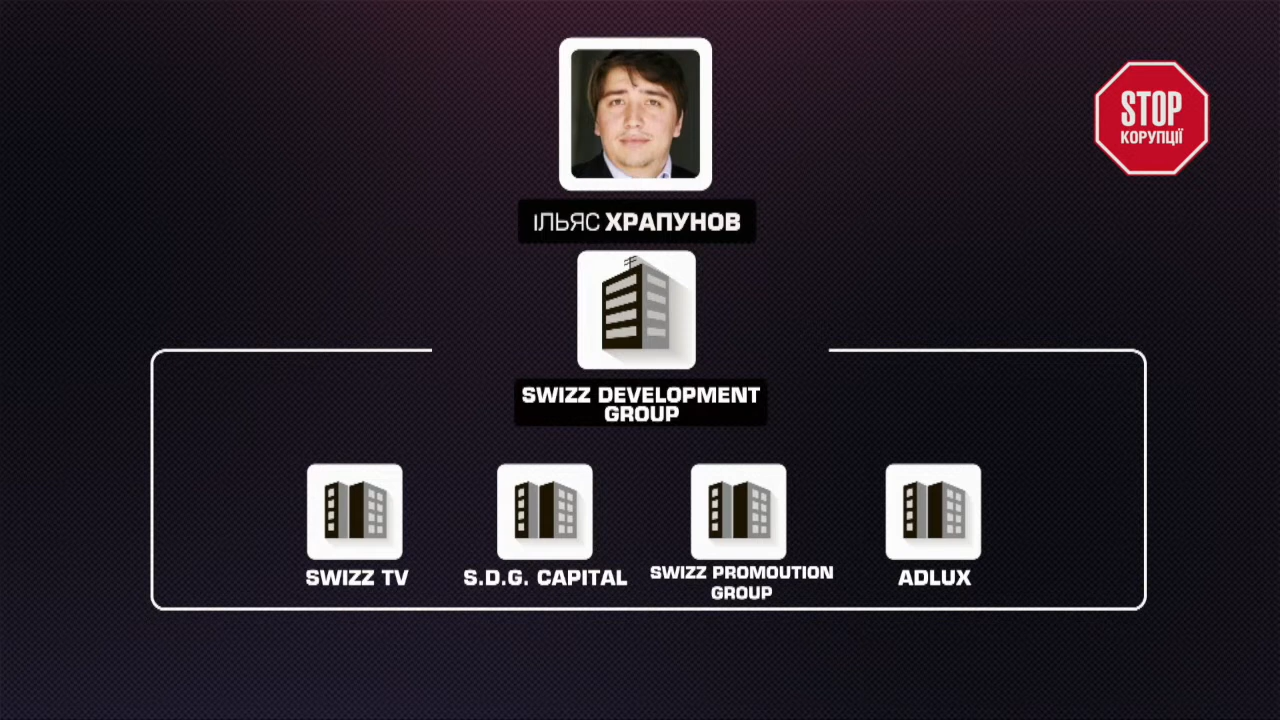 STOP
КОРУПЦІЇ
ІЛЬЯС ХРАПУНОВ
SWIZZ DEVELOPMENT
GROUP
SWIZZ TV
S.D.G. CAPITAL
SWIZZ PROMOUTION
GROUP
ADLUX